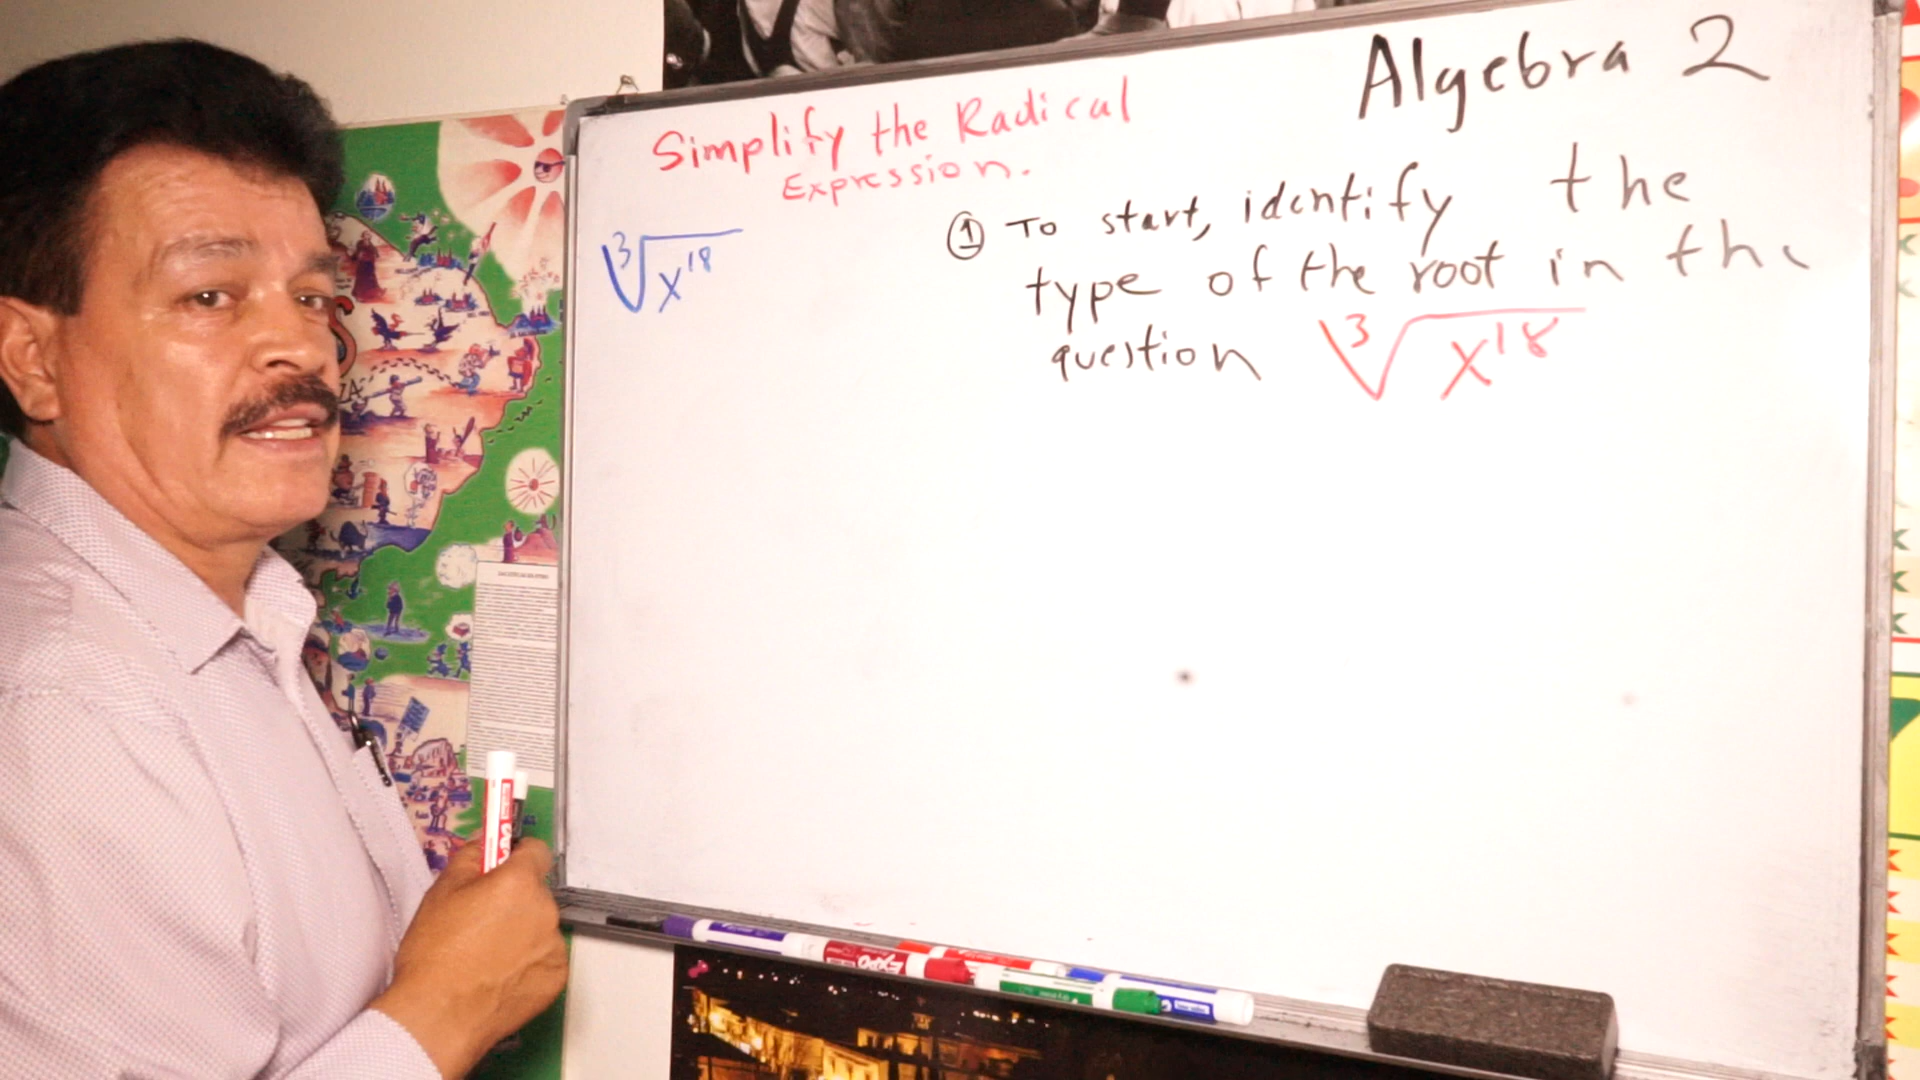 Algebra 2
Simplify the Radical
Expression.
∛x¹⁸
① To start, identify the
type of the root in the
question ∛x¹⁸
EXPO